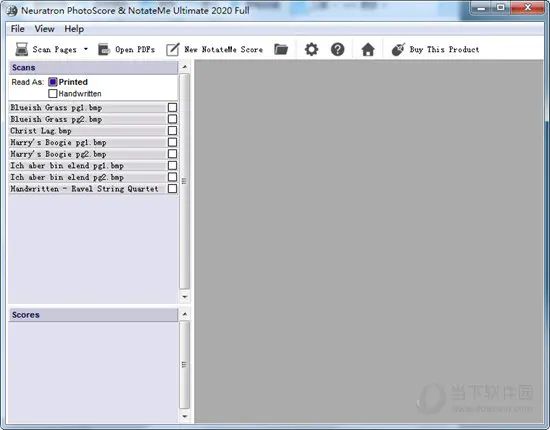 Neuratron PhotoScore & NotateMe Ultimate 2020 Full
File View Help
Scan Pages Open PDFs New NotateMe Score Buy This Product
Scans
Read As: Printed
Handwritten
Blueish Grass pg1.bmp
Blueish Grass pg2.bmp
Christ Lag.bmp
Harry's Boogie pg1.bmp
Harry's Boogie pg2.bmp
Ich aber bin elend pg1.bmp
Ich aber bin elend pg2.bmp
Handwritten - Ravel String Quartet
Scores
当下软件园